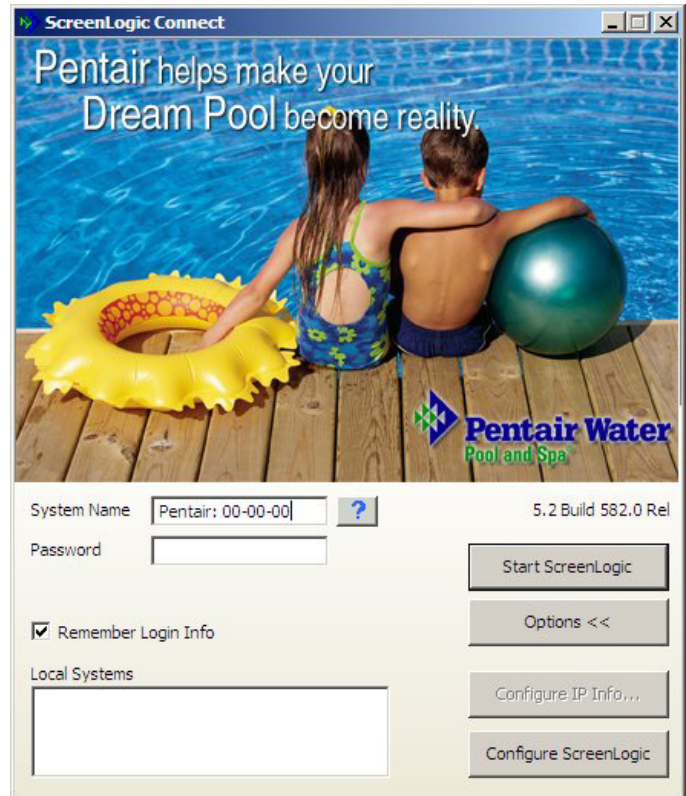 ScreenLogic Connect
Pentair helps make your
Dream Pool become reality.
Pentair Water
Pool and Spa®
System Name
Pentair: 00-00-00
?
5.2 Build 582.0 Rel
Password
Start ScreenLogic
Options <<
Remember Login Info
Local Systems
Configure IP Info...
Configure ScreenLogic